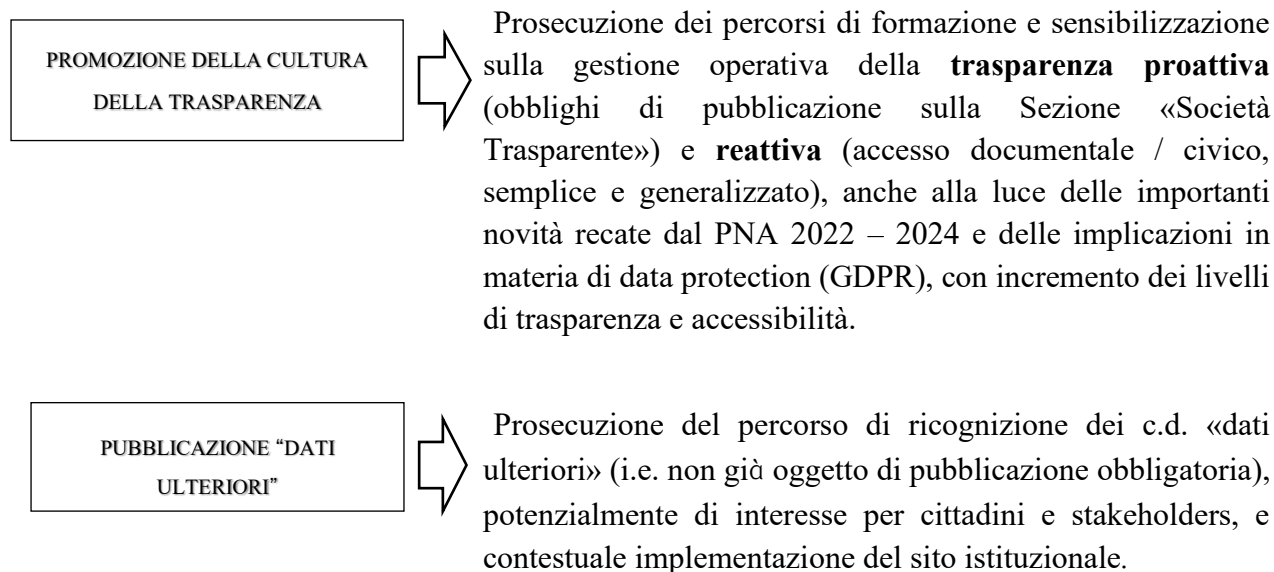 PROMOZIONE DELLA CULTURA
DELLA TRASPARENZA
Prosecuzione dei percorsi di formazione e sensibilizzazione
sulla gestione operativa della trasparenza proattiva
(obblighi di pubblicazione sulla Sezione «Società
Trasparente») e reattiva (accesso documentale / civico,
semplice e generalizzato), anche alla luce delle importanti
novità recate dal PNA 2022 – 2024 e delle implicazioni in
materia di data protection (GDPR), con incremento dei livelli
di trasparenza e accessibilità.
PUBBLICAZIONE “DATI
ULTERIORI”
Prosecuzione del percorso di ricognizione dei c.d. «dati
ulteriori» (i.e. non già oggetto di pubblicazione obbligatoria),
potenzialmente di interesse per cittadini e stakeholders, e
contestuale implementazione del sito istituzionale.